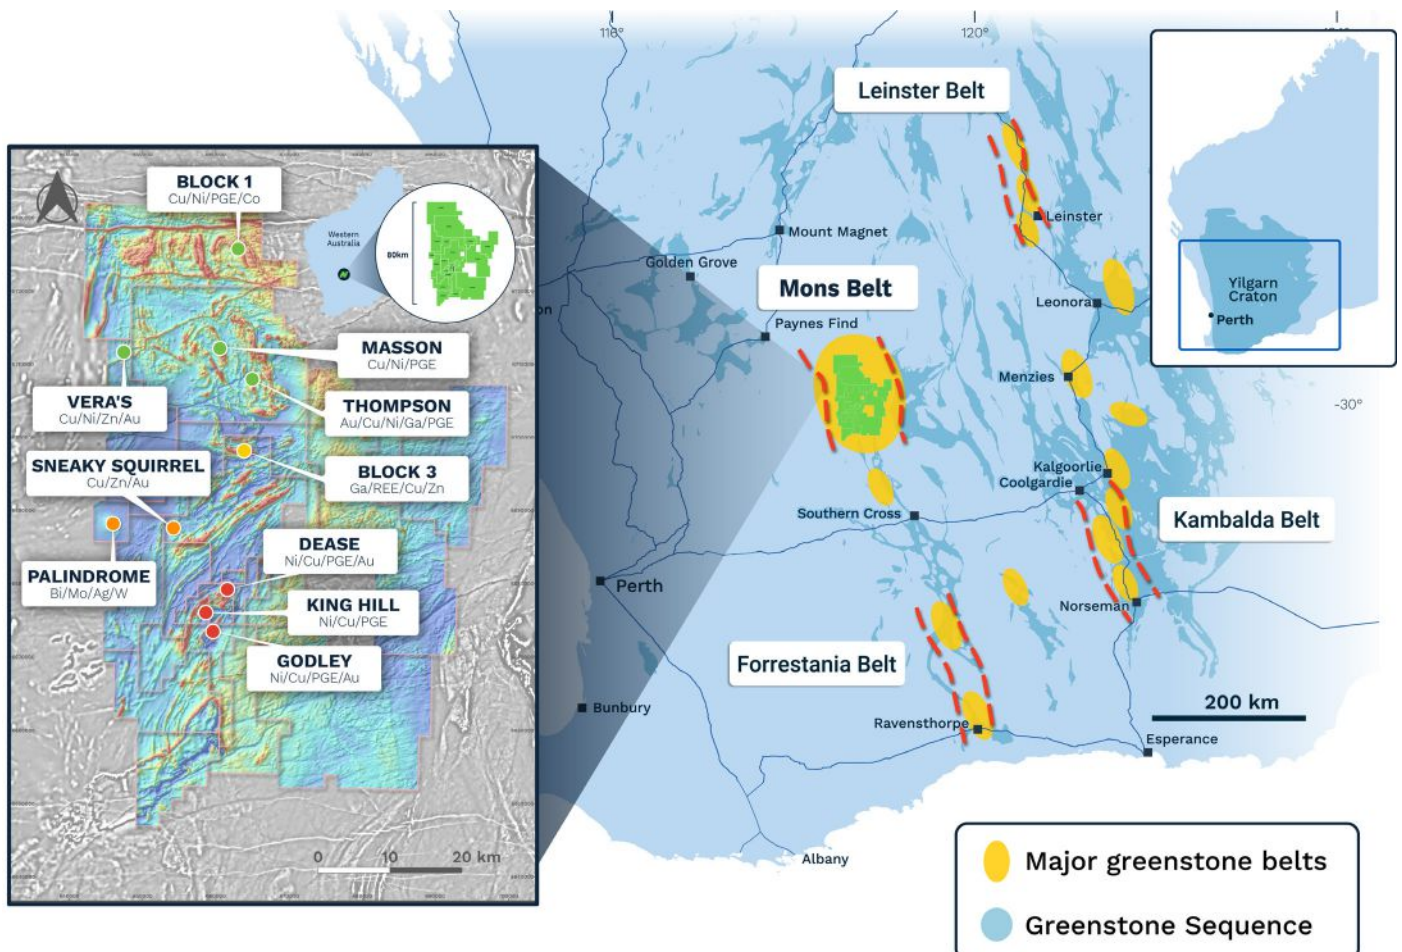 116°
120°
Leinster Belt
Leinster
Mount Magnet
Golden Grove
Mons Belt
Leonora
Paynes Find
Menzies
-30°
Kalgoorlie
Coolgardie
Southern Cross
Kambalda Belt
Perth
Norseman
Forrestania Belt
Bunbury
Ravensthorpe
200 km
Esperance
Albany
Yilgarn
Craton
Perth
Major greenstone belts
Greenstone Sequence
BLOCK 1
Cu/Ni/PGE/Co
Western
Australia
80km
MASSON
Cu/Ni/PGE
VERA'S
Cu/Ni/Zn/Au
THOMPSON
Au/Cu/Ni/Ga/PGE
SNEAKY SQUIRREL
Cu/Zn/Au
BLOCK 3
Ga/REE/Cu/Zn
DEASE
Ni/Cu/PGE/Au
PALINDROME
Bi/Mo/Ag/W
KING HILL
Ni/Cu/PGE
GODLEY
Ni/Cu/PGE/Au
0 10 20 km